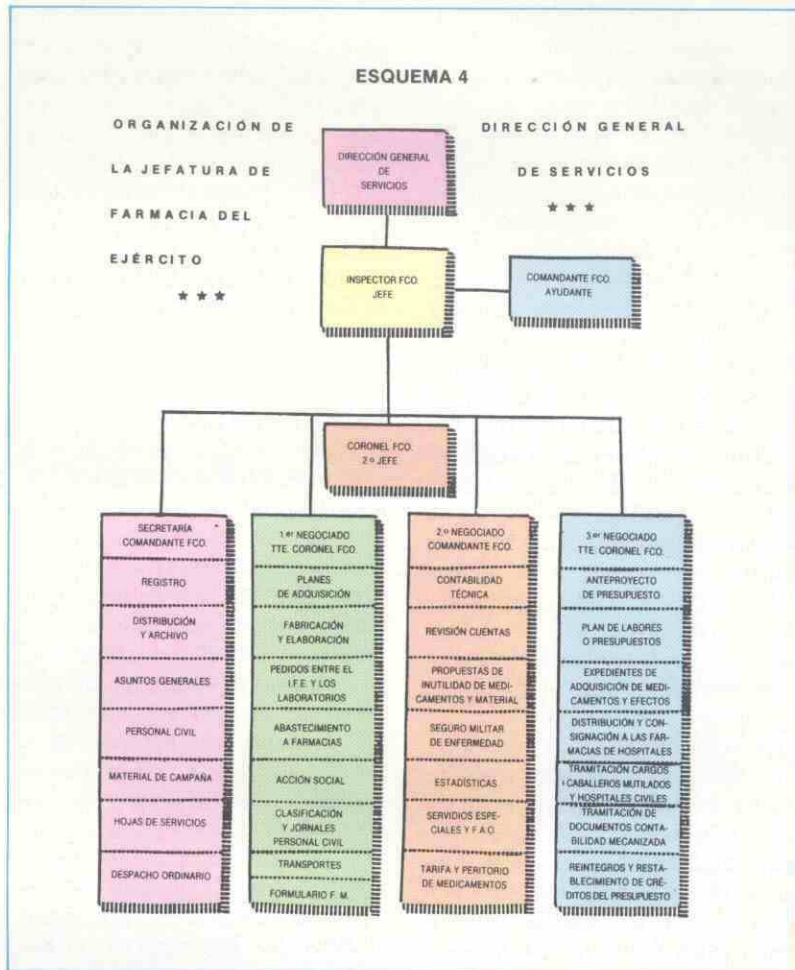 ESQUEMA 4
ORGANIZACIÓN DE
LA JEFATURA DE
FARMACIA DEL
EJÉRCITO
★ ★ ★
DIRECCIÓN GENERAL
DE SERVICIOS
★ ★ ★
DIRECCIÓN GENERAL
DE
SERVICIOS
INSPECTOR FCO.
JEFE.
COMANDANTE FCO.
AYUDANTE
CORONEL FCO.
2.º JEFE.
SECRETARÍA
COMANDANTE FCO.
REGISTRO
DISTRIBUCIÓN
Y ARCHIVO
ASUNTOS GENERALES
PERSONAL CIVIL
MATERIAL DE CAMPAÑA
HOJAS DE SERVICIOS
DESPACHO ORDINARIO
1.er NEGOCIADO
TTE. CORONEL FCO.
PLANES
DE ADQUISICIÓN
FABRICACIÓN
Y ELABORACIÓN
PEDIDOS ENTRE EL
I.F.E. Y LOS
LABORATORIOS
ABASTECIMIENTO
A FARMACIAS
ACCIÓN SOCIAL
CLASIFICACIÓN
Y JORNALES
PERSONAL CIVIL
TRANSPORTES
FORMULARIO F. M.
2.º NEGOCIADO
COMANDANTE FCO.
CONTABILIDAD
TÉCNICA
REVISIÓN CUENTAS
PROPUESTAS DE
INUTILIDAD DE MEDI-
CAMENTOS Y MATERIAL
SEGURO MILITAR
DE ENFERMEDAD
ESTADÍSTICAS
SERVIDIOS ESPE-
CIALES Y F A O
TARIFA Y PERITORIO
DE MEDICAMENTOS
3.er NEGOCIADO
TTE. CORONEL FCO.
ANTEPROYECTO
DE PRESUPUESTO
PLAN DE LABORES
O PRESUPUESTOS
EXPEDIENTES DE
ADQUISICIÓN DE MEDI-
CAMENTOS Y EFECTOS
DISTRIBUCIÓN Y CON-
SIGNACIÓN A LAS FAR-
MACIAS DE HOSPITALES
TRAMITACIÓN CARGOS
CABALLEROS MUTILADOS
Y HOSPITALES CIVILES
TRAMITACIÓN DE
DOCUMENTOS CONTA-
BILIDAD MECANIZADA
REINTEGROS Y RESTA-
BLECIMIENTO DE CRÉ-
DITOS DEL PRESUPUESTO